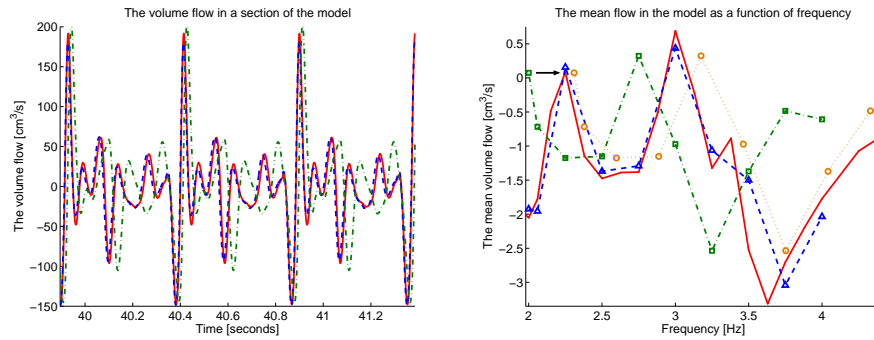 The volume flow in a section of the model
200
150
100
50
0
−50
−100
−150
The volume flow [cm³/s]
40 40.2 40.4 40.6 40.8 41 41.2
Time [seconds]
The mean flow in the model as a function of frequency
0.5
0
−0.5
−1
−1.5
−2
−2.5
−3
The mean volume flow [cm³/s]
2 2.5 3 3.5 4
Frequency [Hz]